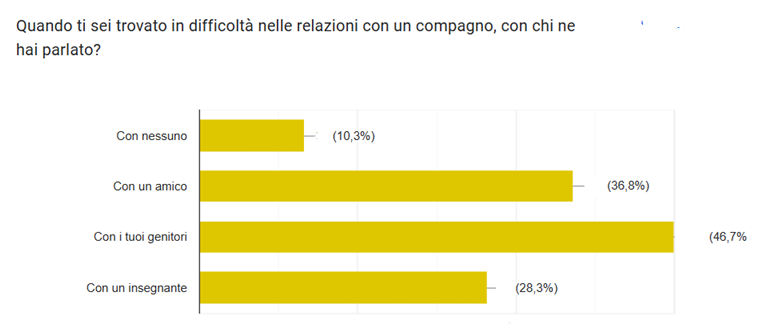 Quando ti sei trovato in difficoltà nelle relazioni con un compagno, con chi ne
hai parlato?
Con nessuno (10,3%)
Con un amico (36,8%)
Con i tuoi genitori (46,7%
Con un insegnante (28,3%)